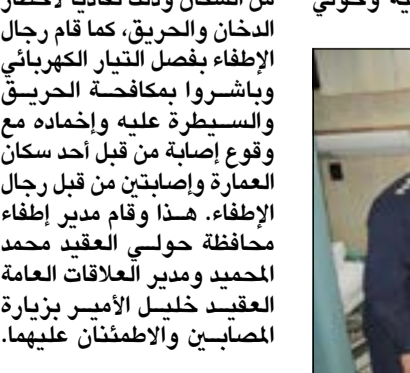 من السكان وذلك تفاديا لأخطار
الدخان والحريق، كما قام رجال
الإطفاء بفصل التيار الكهربائي
وباشروا بمكافحة الحريق
والسيطرة عليه وإخماده مع
وقوع إصابة من قبل أحد سكان
العمارة وإصابتين من قبل رجال
الإطفاء. هذا وقام مدير إطفاء
محافظة حولي العقيد محمد
المحميد ومدير العلاقات العامة
العقيد خليل الأمير بزيارة
المصابين والاطمئنان عليهما.
وحولي